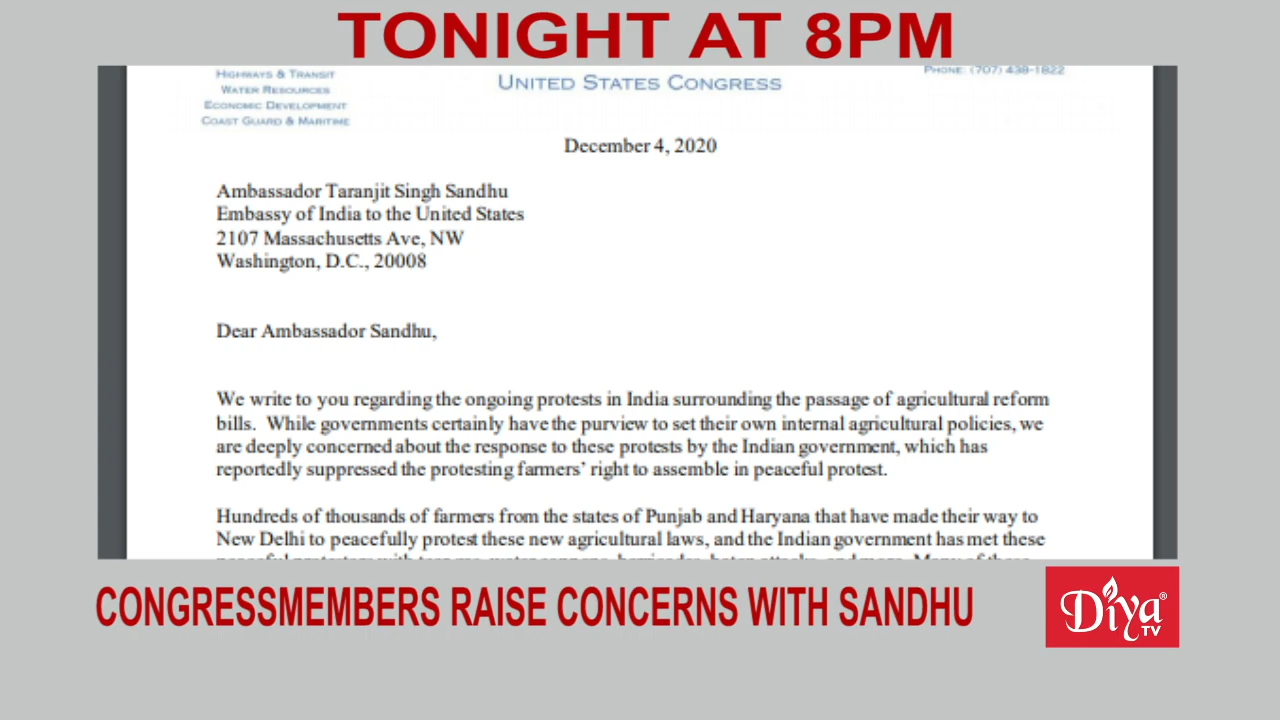 TONIGHT AT 8PM
HIGHWAYS & TRANSIT
WATER RESOURCES
ECONOMIC DEVELOPMENT
COAST GUARD & MARITIME
UNITED STATES CONGRESS
PHONE: (707) 438-1822
December 4, 2020
Ambassador Taranjit Singh Sandhu
Embassy of India to the United States
2107 Massachusetts Ave, NW
Washington, D.C., 20008
Dear Ambassador Sandhu,
We write to you regarding the ongoing protests in India surrounding the passage of agricultural reform
bills. While governments certainly have the purview to set their own internal agricultural policies, we
are deeply concerned about the response to these protests by the Indian government, which has
reportedly suppressed the protesting farmers' right to assemble in peaceful protest.
Hundreds of thousands of farmers from the states of Punjab and Haryana that have made their way to
New Delhi to peacefully protest these new agricultural laws, and the Indian government has met these
CONGRESSMEMBERS RAISE CONCERNS WITH SANDHU
Diya®
TV